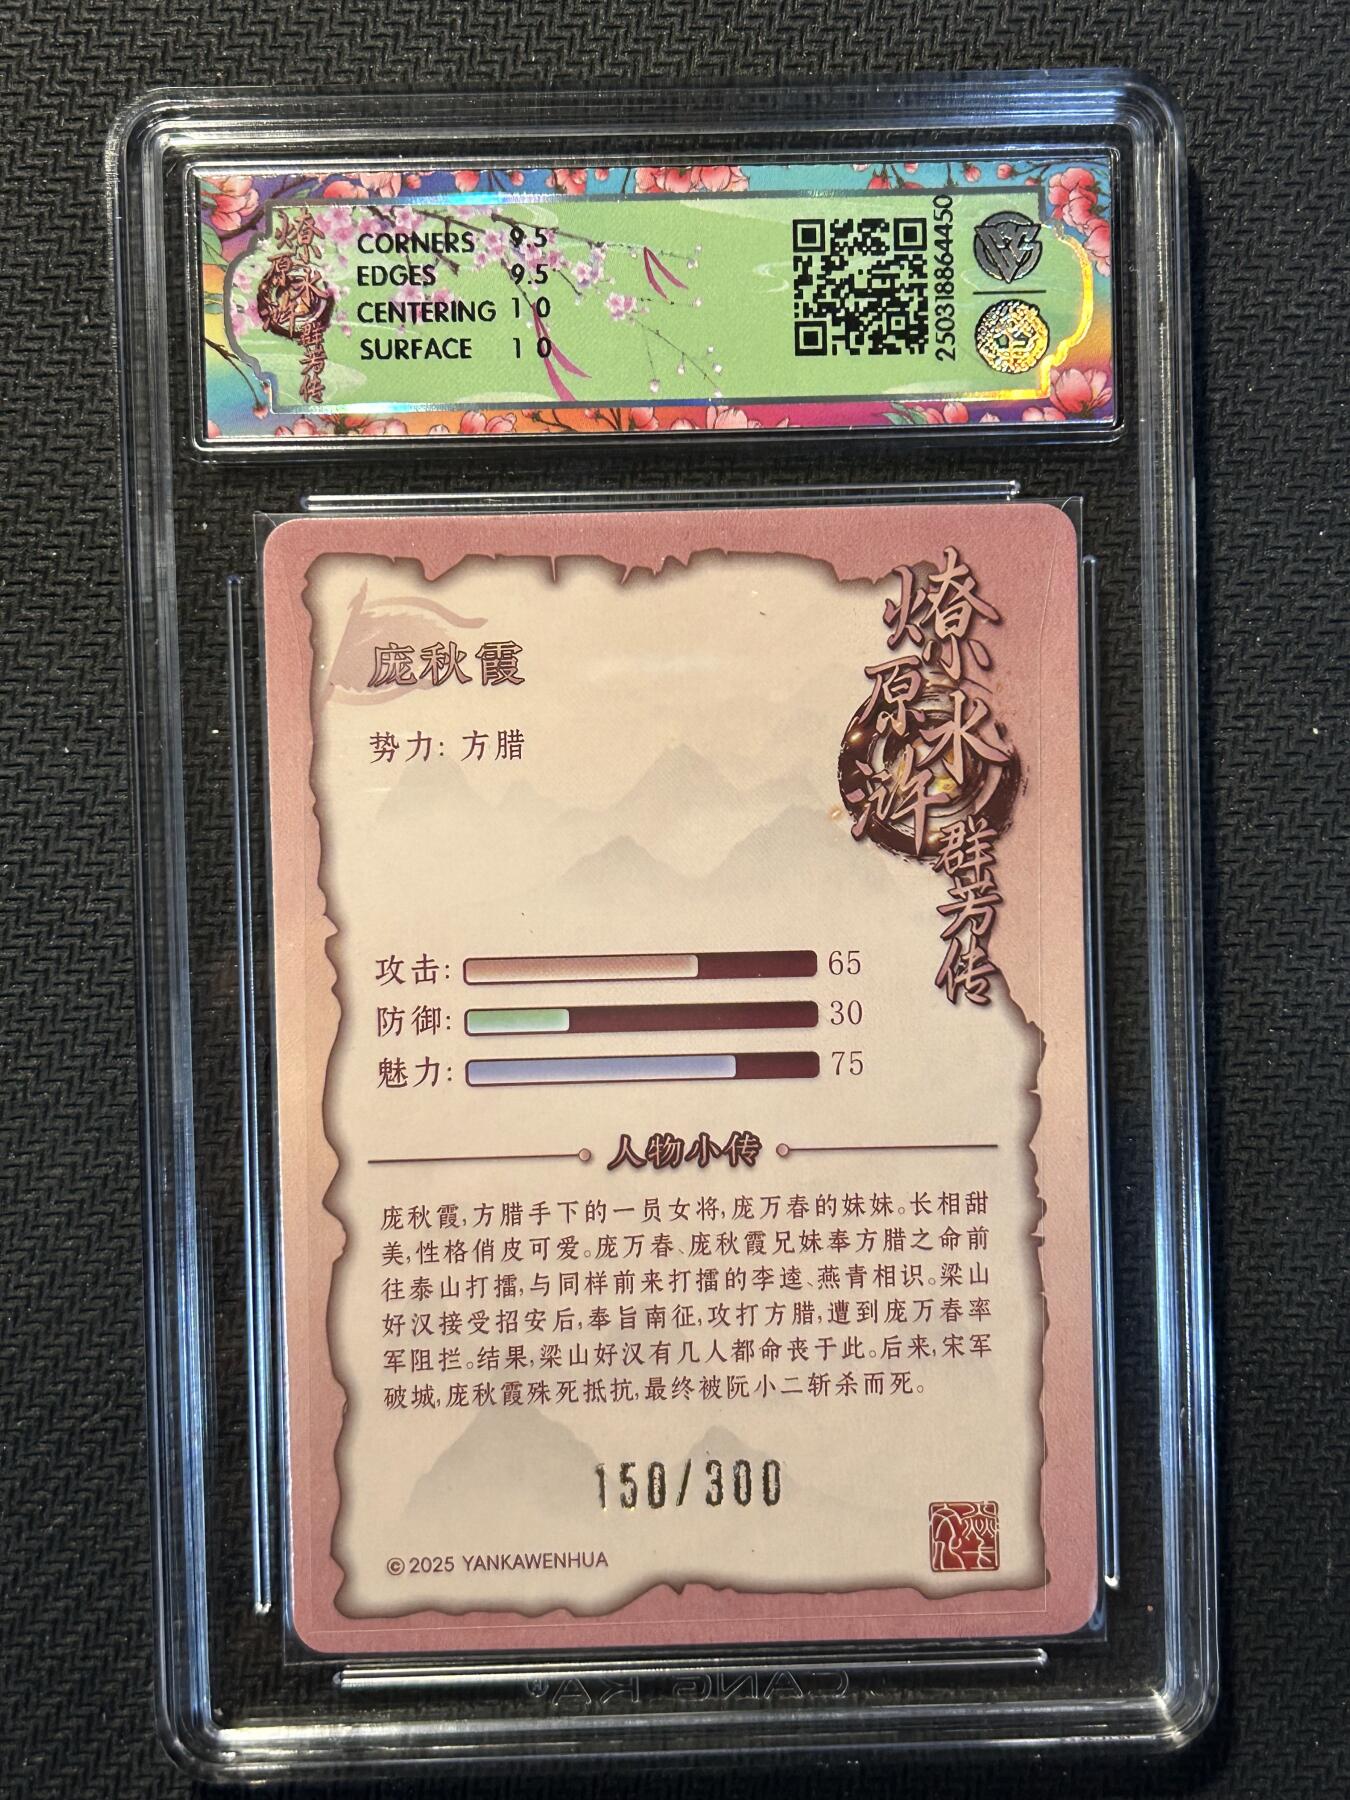 燎原水浒群芳传
CORNERS 9.5
EDGES 9.5
CENTERING 10
SURFACE 10
2503188864450
燎原水浒群芳传
庞秋霞
势力: 方腊
攻击: 65
防御: 30
魅力: 75
人物小传
庞秋霞,方腊手下的一员女将,庞万春的妹妹。长相甜
美,性格俏皮可爱。庞万春、庞秋霞兄妹奉方腊之命前
往泰山打擂,与同样前来打擂的李逵、燕青相识。梁山
好汉接受招安后,奉旨南征,攻打方腊,遭到庞万春率
军阻拦。结果,梁山好汉有几人都命丧于此。后来,宋军
破城,庞秋霞殊死抵抗,最终被阮小二斩杀而死。
150/300
©2025 YANKAWENHUA
CANG KA